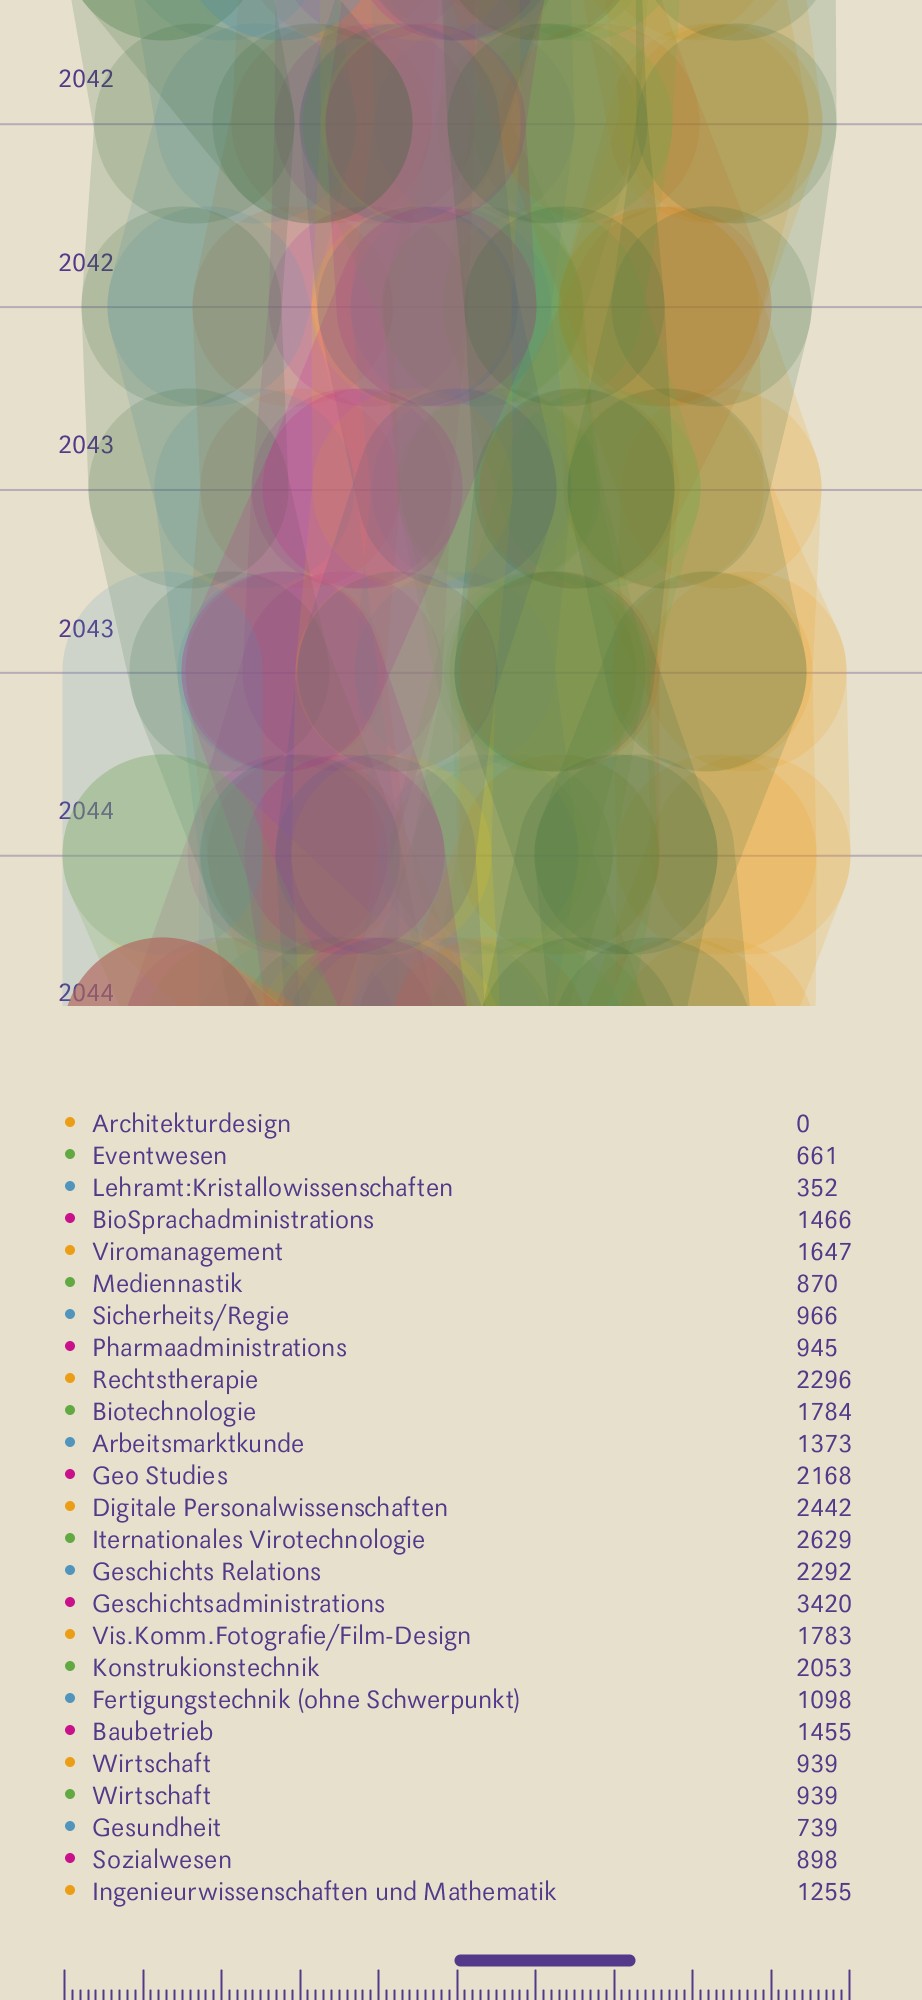 2042
2042
2043
2043
2044
2044
Architekturdesign 0
Eventwesen 661
Lehramt:Kristallowissenschaften 352
BioSprachadministrations 1466
Viromanagement 1647
Mediennastik 870
Sicherheits/Regie 966
Pharmaadministrations 945
Rechtstherapie 2296
Biotechnologie 1784
Arbeitsmarktkunde 1373
Geo Studies 2168
Digitale Personalwissenschaften 2442
Iternationales Virotechnologie 2629
Geschichts Relations 2292
Geschichtsadministrations 3420
Vis.Komm.Fotografie/Film-Design 1783
Konstrukionstechnik 2053
Fertigungstechnik (ohne Schwerpunkt) 1098
Baubetrieb 1455
Wirtschaft 939
Wirtschaft 939
Gesundheit 739
Sozialwesen 898
Ingenieurwissenschaften und Mathematik 1255